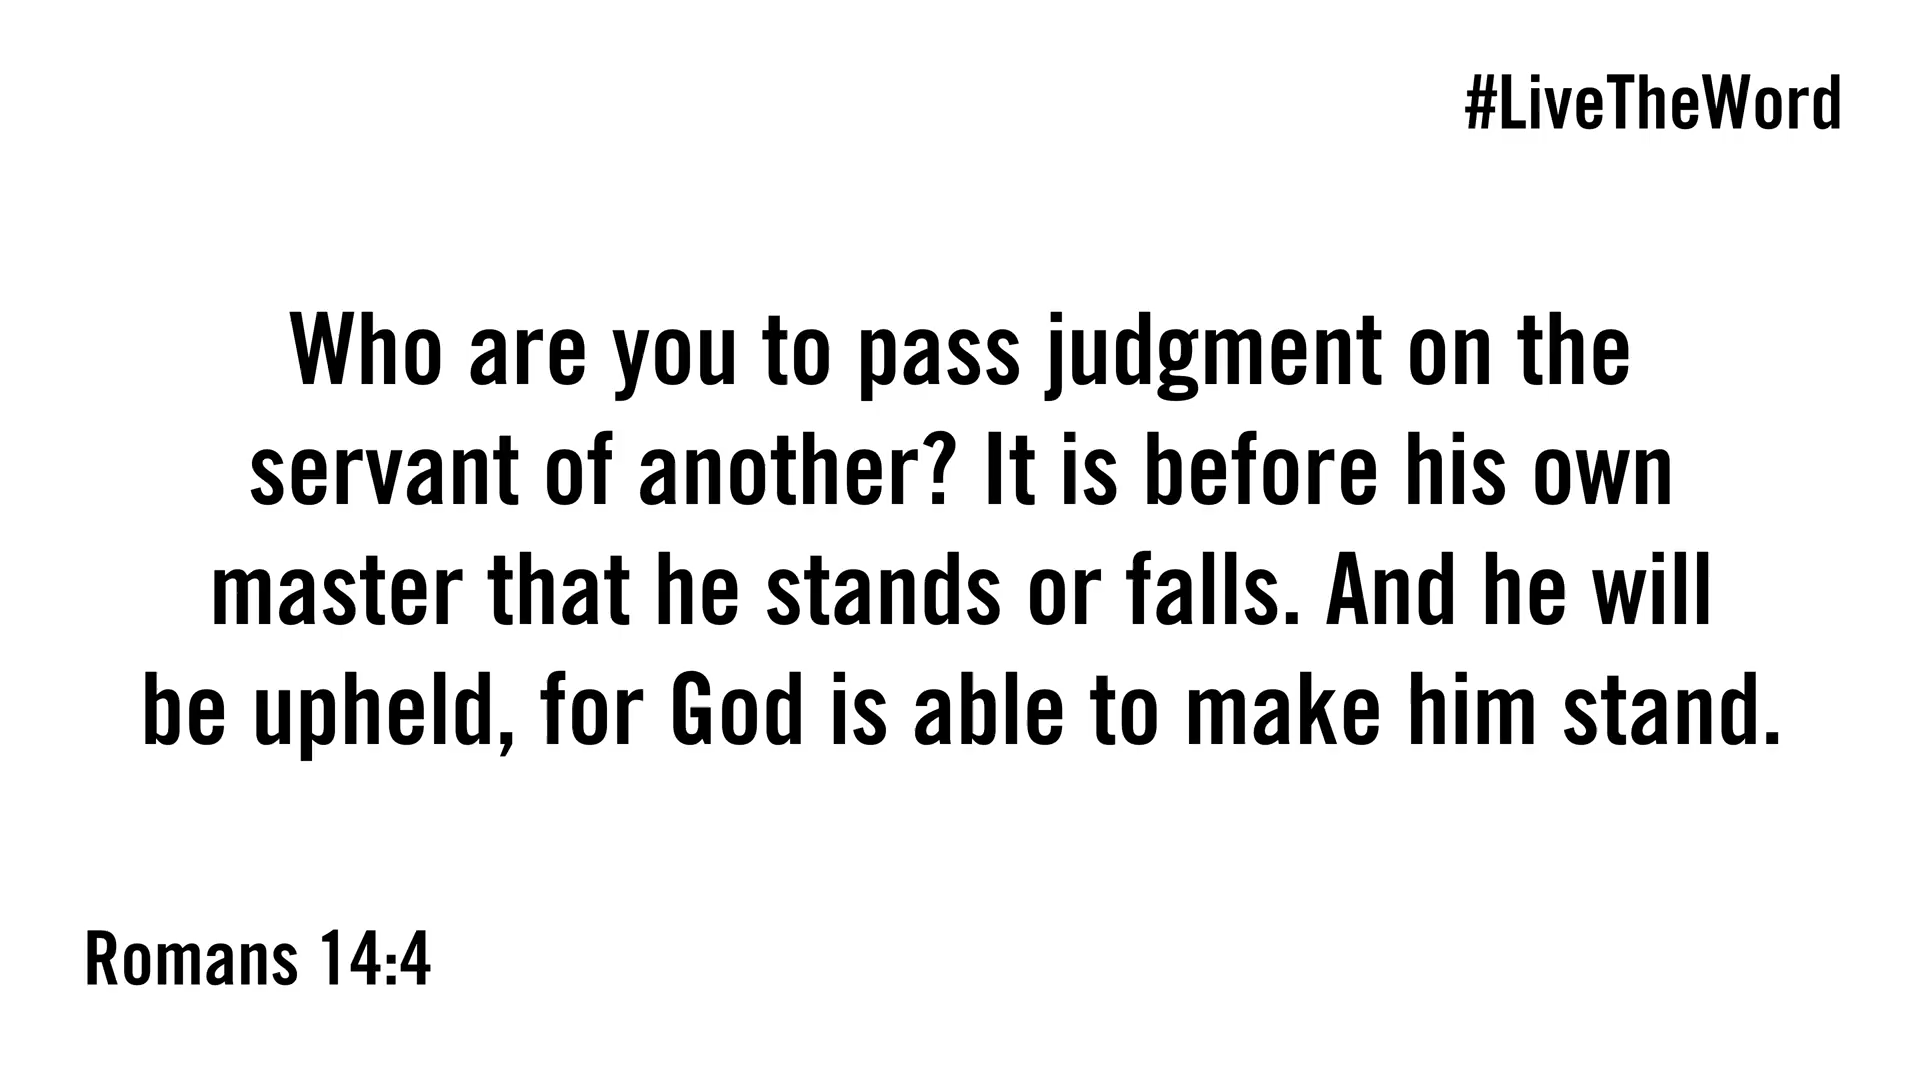 #LiveTheWord
Who are you to pass judgment on the
servant of another? It is before his own
master that he stands or falls. And he will
be upheld, for God is able to make him stand.
Romans 14:4